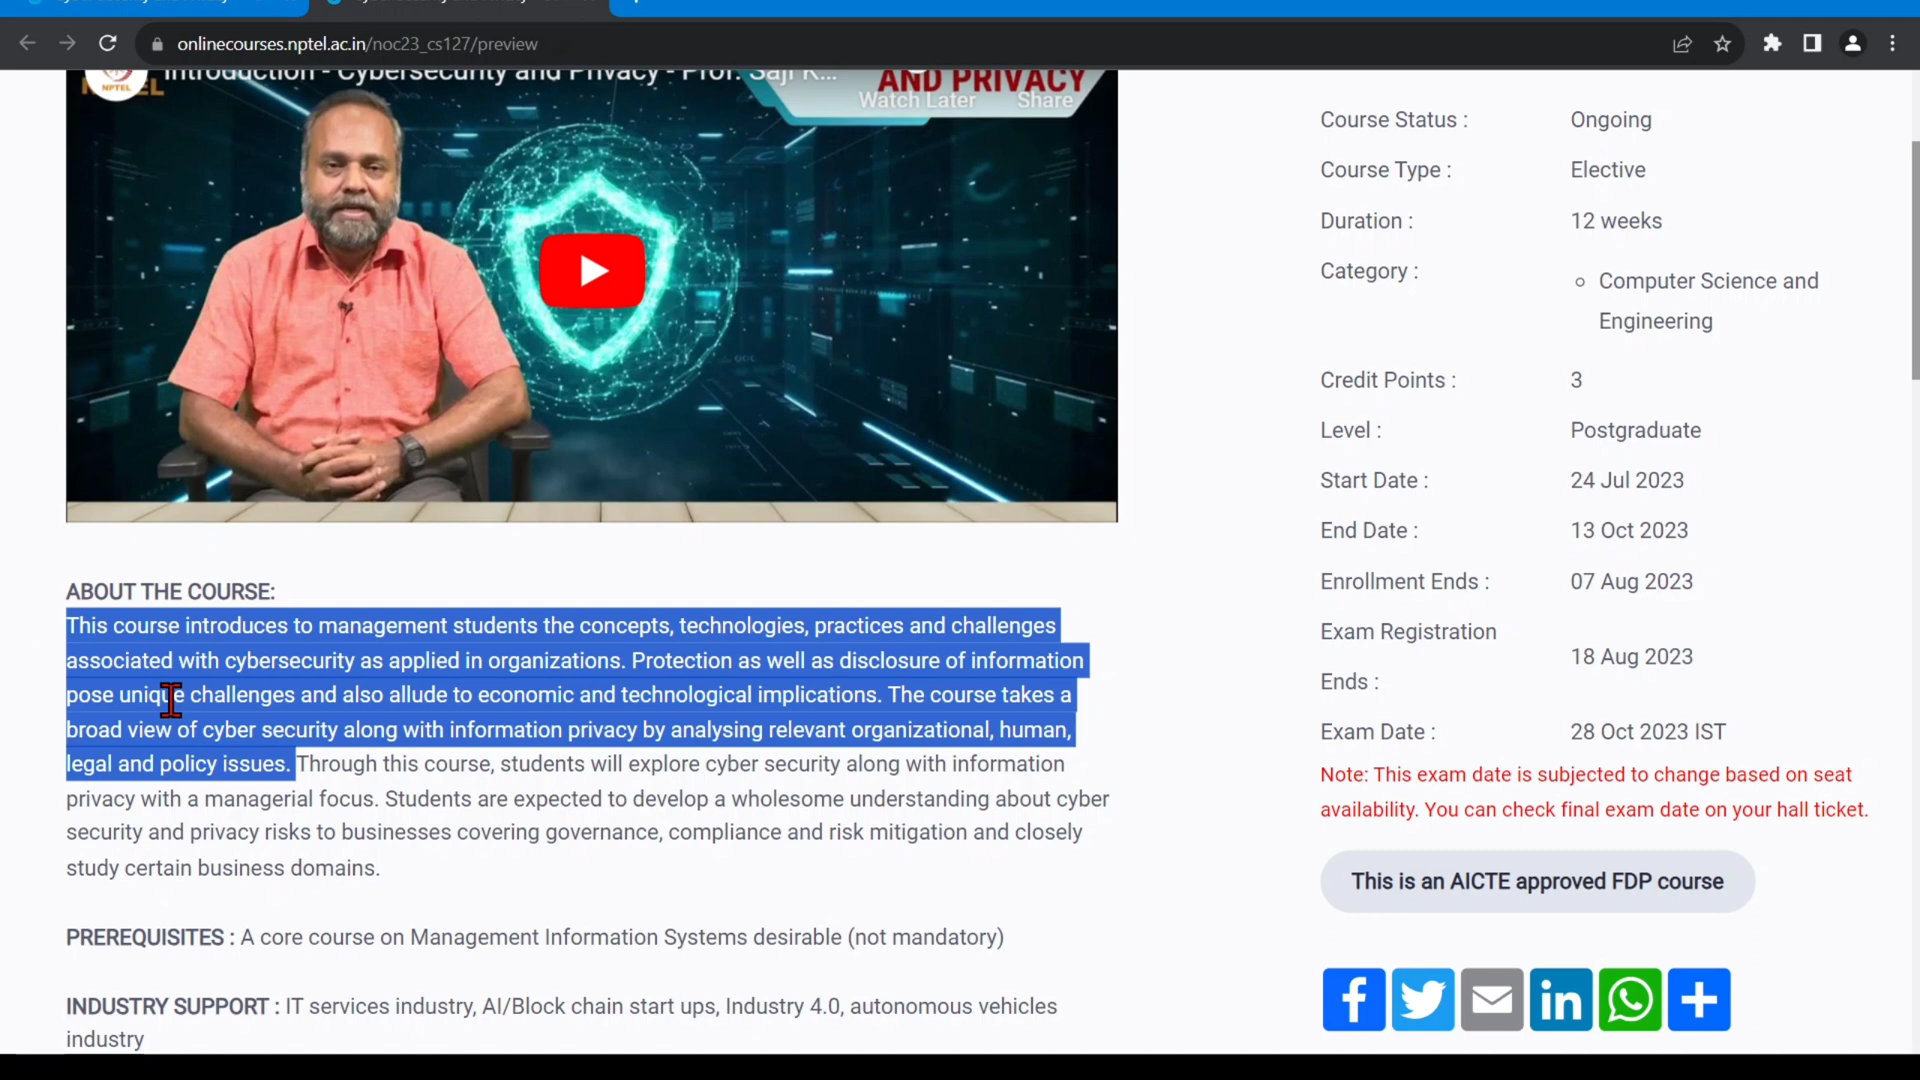 onlinecourses.nptel.ac.in/noc23_cs127/preview
NPTEL
Introduction - Cybersecurity and Privacy - Prof. Saji K...
AND PRIVACY
Watch Later
Share
ABOUT THE COURSE:
This course introduces to management students the concepts, technologies, practices and challenges
associated with cybersecurity as applied in organizations. Protection as well as disclosure of information
pose unique challenges and also allude to economic and technological implications. The course takes a
broad view of cyber security along with information privacy by analysing relevant organizational, human,
legal and policy issues. Through this course, students will explore cyber security along with information
privacy with a managerial focus. Students are expected to develop a wholesome understanding about cyber
security and privacy risks to businesses covering governance, compliance and risk mitigation and closely
study certain business domains.
PREREQUISITES : A core course on Management Information Systems desirable (not mandatory)
INDUSTRY SUPPORT : IT services industry, AI/Block chain start ups, Industry 4.0, autonomous vehicles
industry
Course Status : Ongoing
Course Type : Elective
Duration : 12 weeks
Category : Computer Science and
Engineering
Credit Points : 3
Level : Postgraduate
Start Date : 24 Jul 2023
End Date : 13 Oct 2023
Enrollment Ends : 07 Aug 2023
Exam Registration
18 Aug 2023
Ends :
Exam Date : 28 Oct 2023 IST
Note: This exam date is subjected to change based on seat
availability. You can check final exam date on your hall ticket.
This is an AICTE approved FDP course